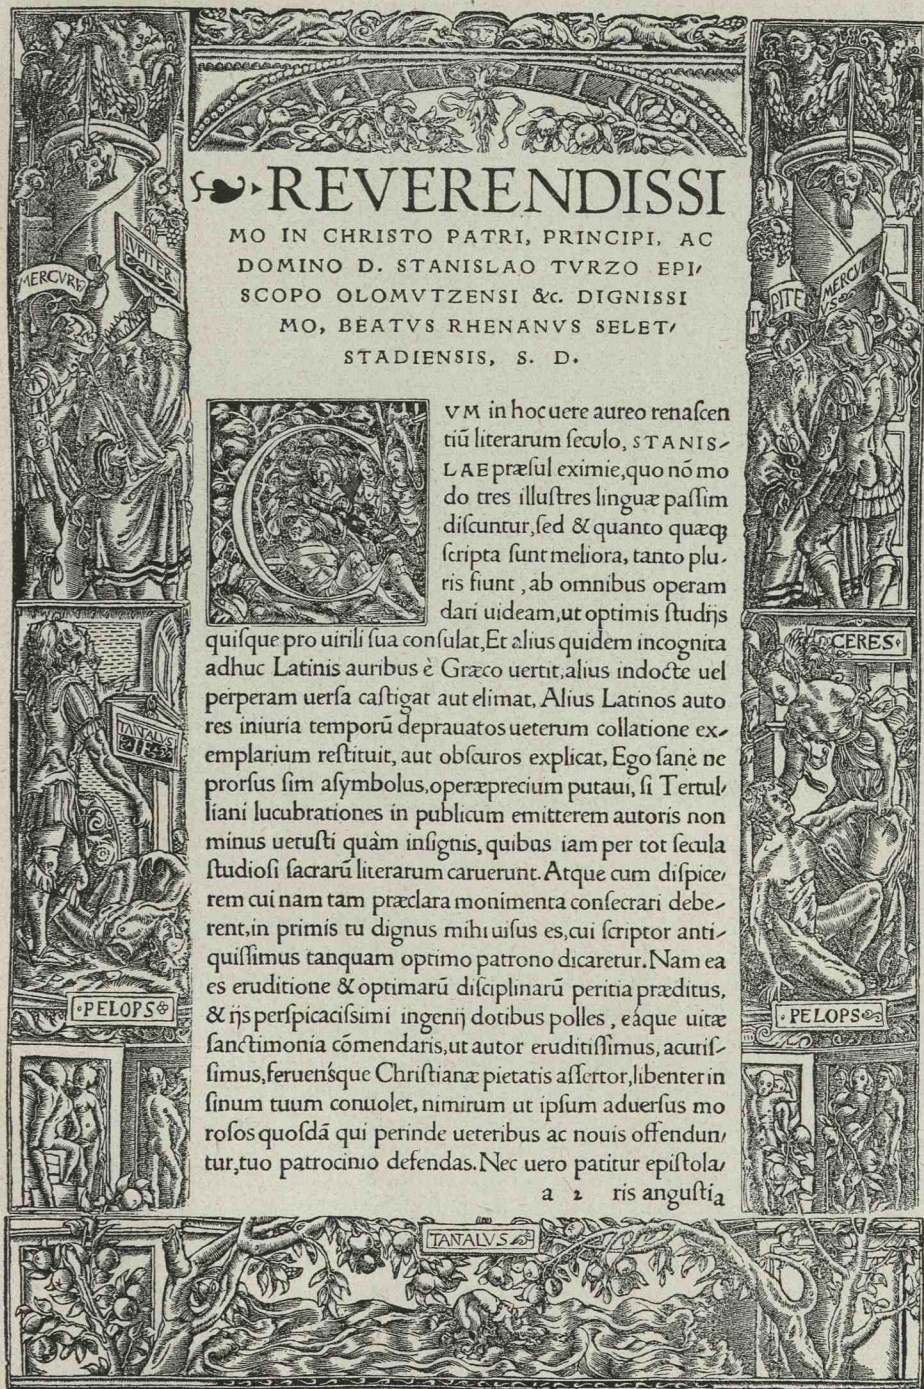 REVERENDISSI
MO IN CHRISTO PATRI, PRINCIPI, AC
DOMINO D. STANISLAO TVRZO EPI⸗
SCOPO OLOMVTZENSI &c. DIGNISSI
MO, BEATVS RHENANVS SELET⸗
STADIENSIS, S. D.
CVM in hoc uere aureo renaſcen
tiū literarum ſeculo, STANIS⸗
LAE præſul eximie,quo nō mo
do tres illuſtres linguæ paſſim
diſcuntur,ſed & quanto quæqꝫ
ſcripta ſunt meliora, tanto plu⸗
ris fiunt , ab omnibus operam
dari uideam,ut optimis ſtudijs
quiſque pro uirili ſua conſulat,Et alius quidem incognita
adhuc Latinis auribus è Græco uertit,alius indocte uel
perperam uerſa caſtigat aut elimat, Alius Latinos auto
res iniuria temporū deprauatos ueterum collatione ex⸗
emplarium reſtituit, aut obſcuros explicat, Ego ſanè ne
prorſus ſim aſymbolus,operæprecium putaui, ſi Tertul⸗
liani lucubrationes in publicum emitterem autoris non
minus uetuſti quàm inſignis, quibus iam per tot ſecula
ſtudioſi ſacrarū literarum caruerunt. Atque cum diſpice⸗
rem cui nam tam præclara monimenta conſecrari debe⸗
rent,in primis tu dignus mihi uiſus es,cui ſcriptor anti⸗
quiſſimus tanquam optimo patrono dicaretur. Nam ea
es eruditione & optimarū diſciplinarū peritia præditus,
& ijs perſpicaciſsimi ingenij dotibus polles , eáque uitæ
ſanctimonia cōmendaris,ut autor eruditiſſimus, acutiſ⸗
ſimus,feruenſque Chriſtianæ pietatis aſſertor,libenter in
ſinum tuum conuolet, nimirum ut ipſum aduerſus mo
roſos quoſdā qui perinde ueteribus ac nouis offendun⸗
tur,tuo patrocinio defendas. Nec uero patitur epiſtola⸗
a 2 ris anguſtia
MERCVRI
IVPITER
IVPITER
MERCVRIVS
TANALVS
CERES
PELOPS
PELOPS
TANALVS